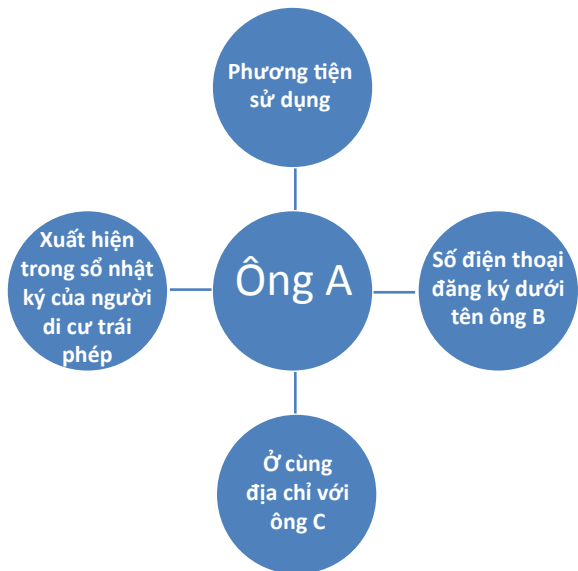 Phương tiện
sử dụng
Xuất hiện
trong sổ nhật
ký của người
di cư trái
phép
Ông A
Số điện thoại
đăng ký dưới
tên ông B
Ở cùng
địa chỉ với
ông C